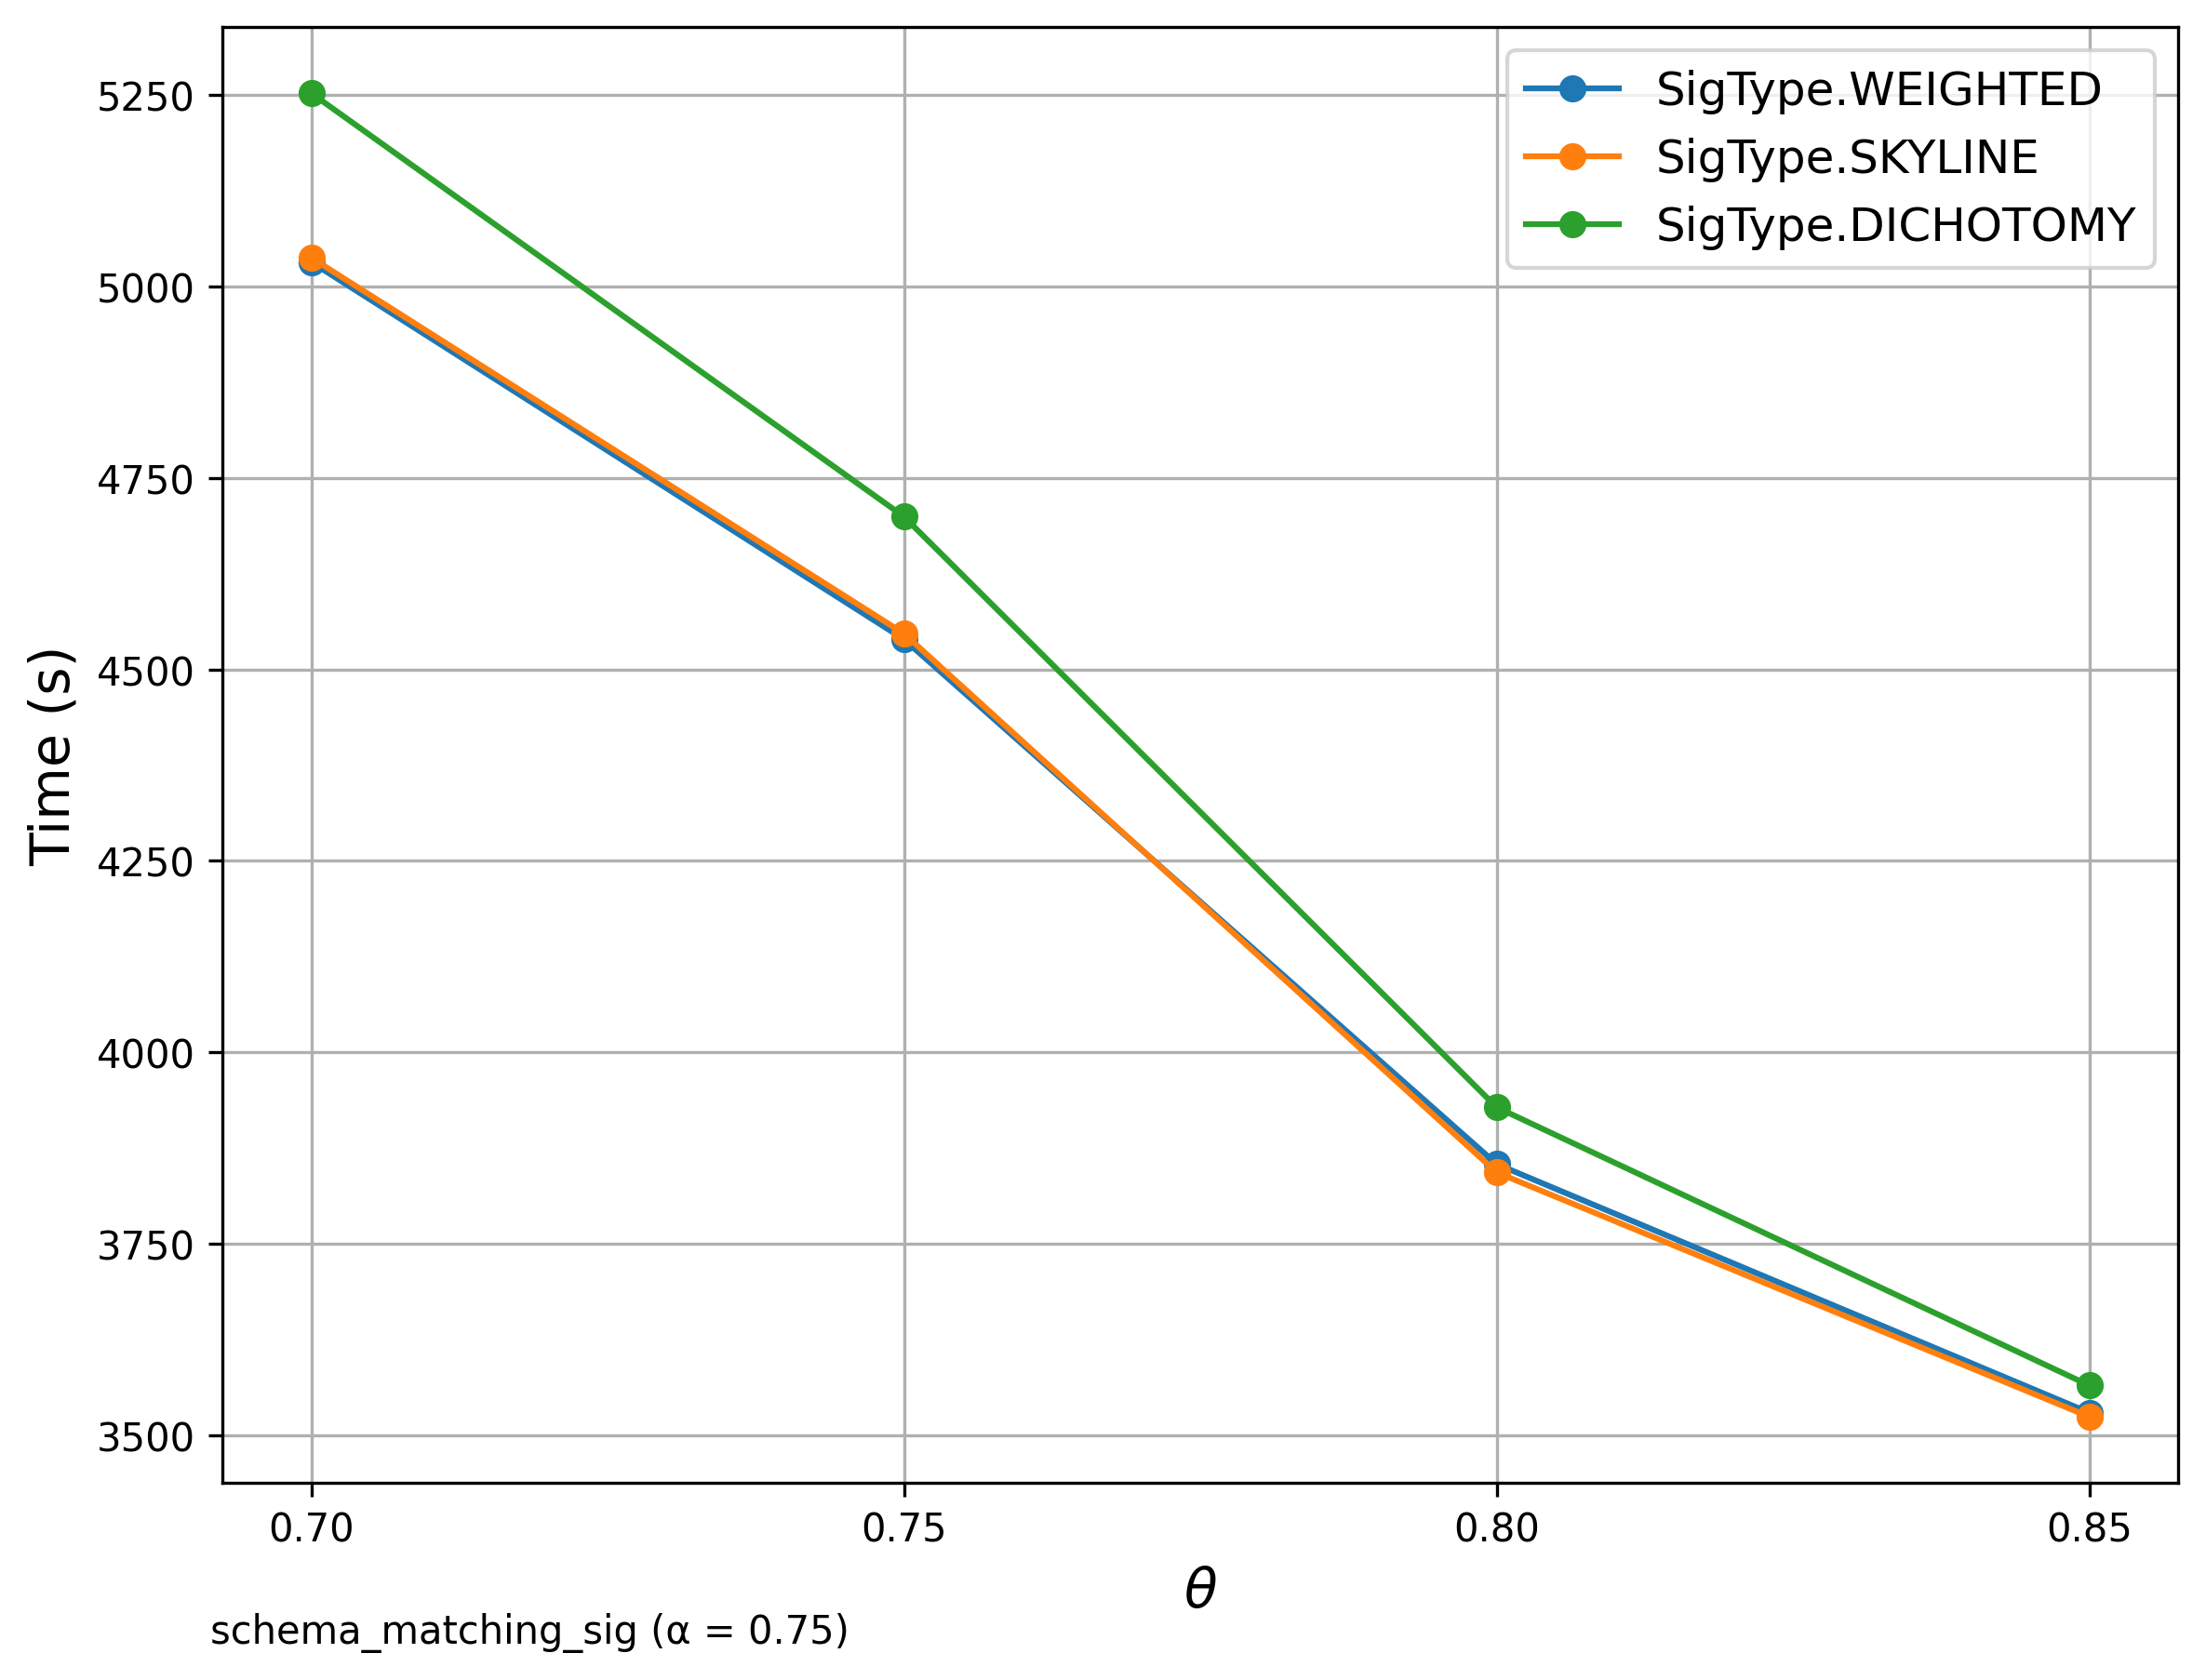 SigType.WEIGHTED
SigType.SKYLINE
SigType.DICHOTOMY
Time (s)
5250
5000
4750
4500
4250
4000
3750
3500
0.70 0.75 0.80 0.85
θ
schema_matching_sig (α = 0.75)